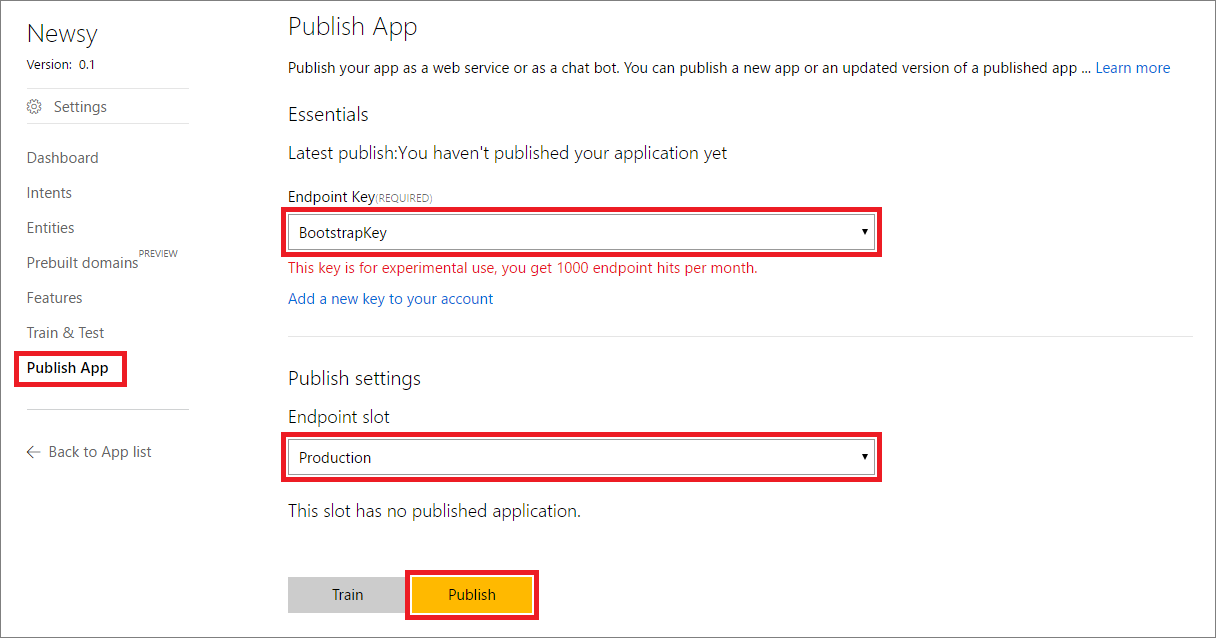 Newsy
Version: 0.1
Settings
Dashboard
Intents
Entities
Prebuilt domains PREVIEW
Features
Train & Test
Publish App
Back to App list
Publish App
Publish your app as a web service or as a chat bot. You can publish a new app or an updated version of a published app ... Learn more
Essentials
Latest publish:You haven't published your application yet
Endpoint Key(REQUIRED)
BootstrapKey
This key is for experimental use, you get 1000 endpoint hits per month.
Add a new key to your account
Publish settings
Endpoint slot
Production
This slot has no published application.
Train
Publish